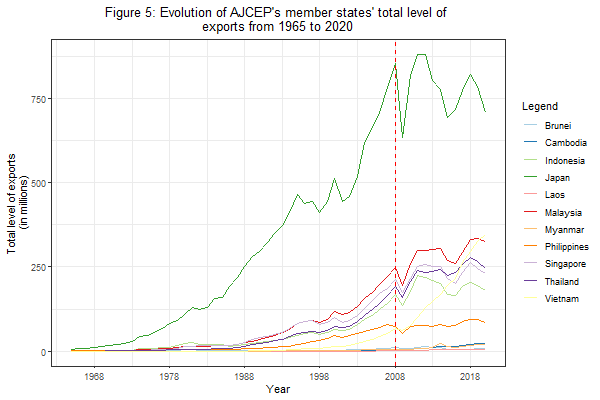 Figure 5: Evolution of AJCEP's member states' total level of
exports from 1965 to 2020
Total level of exports
(in millions)
750
500
250
0
1968
1978
1988
1998
2008
2018
Year
Legend
Brunei
Cambodia
Indonesia
Japan
Laos
Malaysia
Myanmar
Philippines
Singapore
Thailand
Vietnam